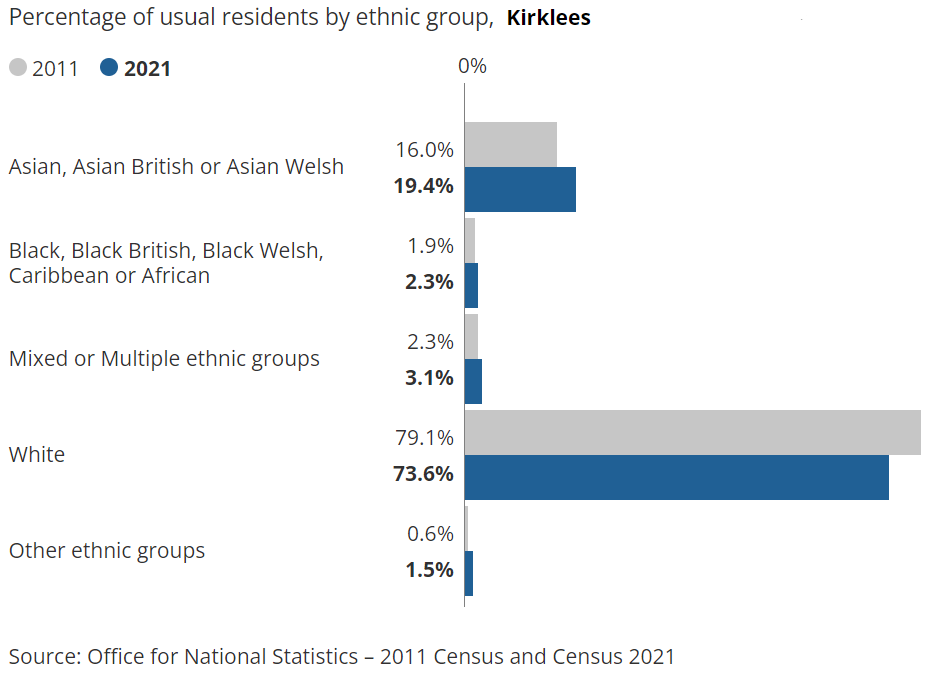 Percentage of usual residents by ethnic group, Kirklees
2011 2021
0%
Asian, Asian British or Asian Welsh
16.0%
19.4%
Black, Black British, Black Welsh,
Caribbean or African
1.9%
2.3%
Mixed or Multiple ethnic groups
2.3%
3.1%
White
79.1%
73.6%
Other ethnic groups
0.6%
1.5%
Source: Office for National Statistics – 2011 Census and Census 2021